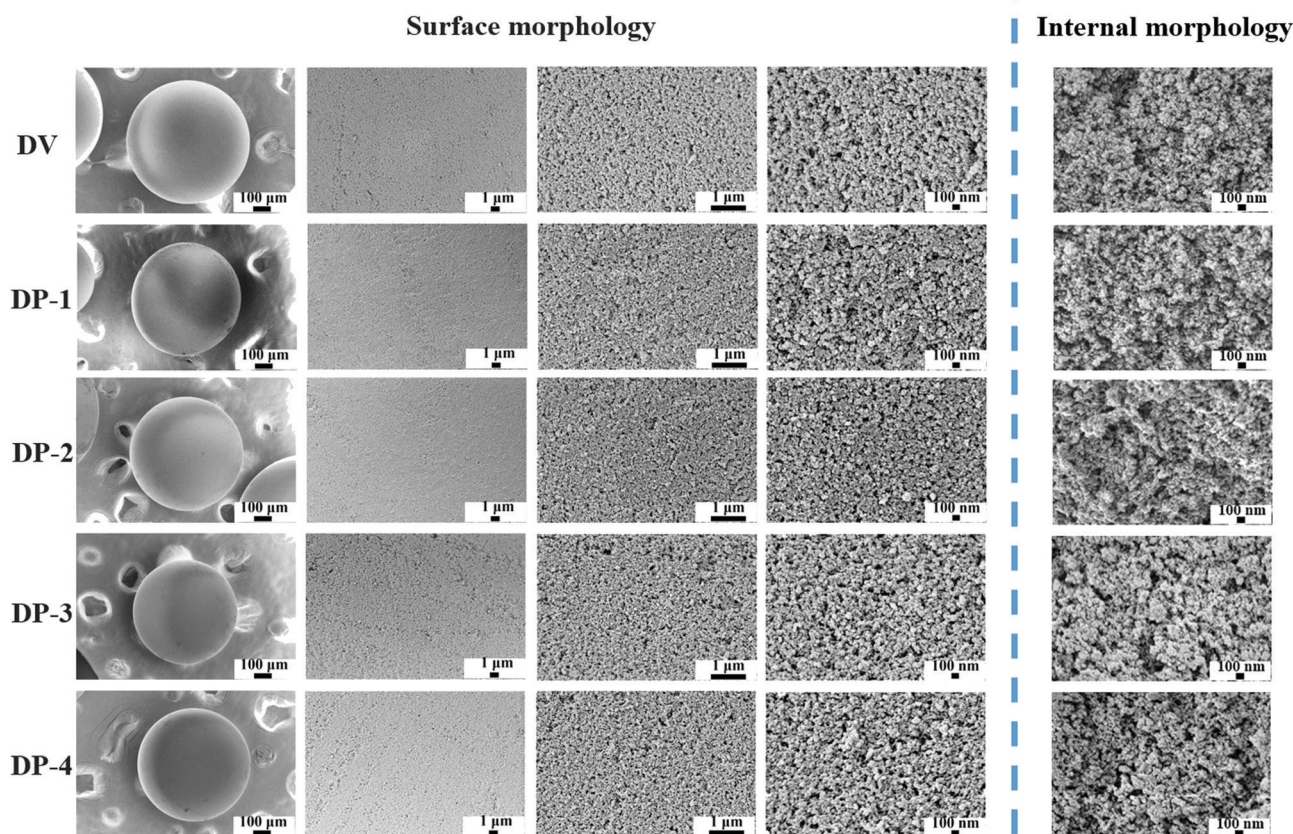 Surface morphology
Internal morphology
DV
100 µm
1 µm
1 µm
100 nm
100 nm
DP-1
100 µm
1 µm
1 µm
100 nm
100 nm
DP-2
100 µm
1 µm
1 µm
100 nm
100 nm
DP-3
100 µm
1 µm
1 µm
100 nm
100 nm
DP-4
100 µm
1 µm
1 µm
100 nm
100 nm